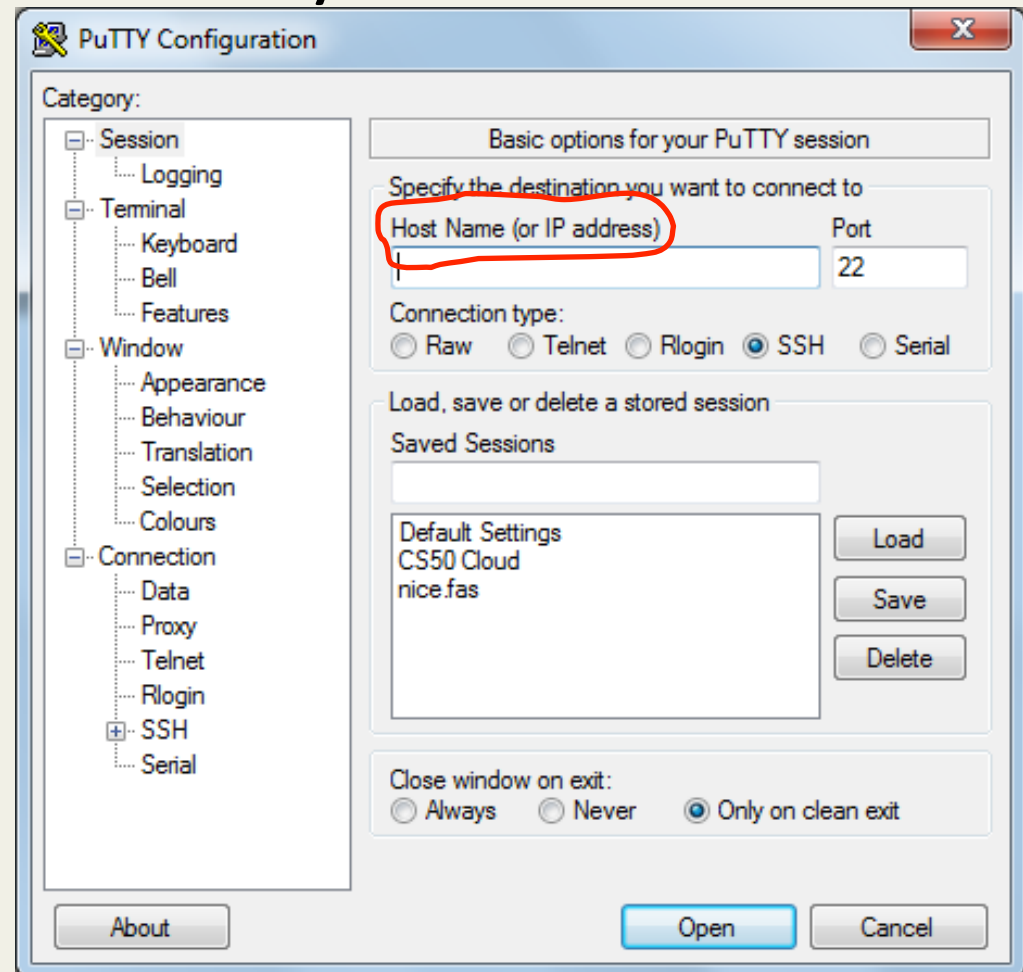 PuTTY Configuration
Category:
Session
Logging
Terminal
Keyboard
Bell
Features
Window
Appearance
Behaviour
Translation
Selection
Colours
Connection
Data
Proxy
Telnet
Rlogin
SSH
Serial
Basic options for your PuTTY session
Specify the destination you want to connect to
Host Name (or IP address) Port
22
Connection type:
Raw Telnet Rlogin SSH Serial
Load, save or delete a stored session
Saved Sessions
Default Settings
CS50 Cloud
nice.fas
Load
Save
Delete
Close window on exit:
Always Never Only on clean exit
About Open Cancel